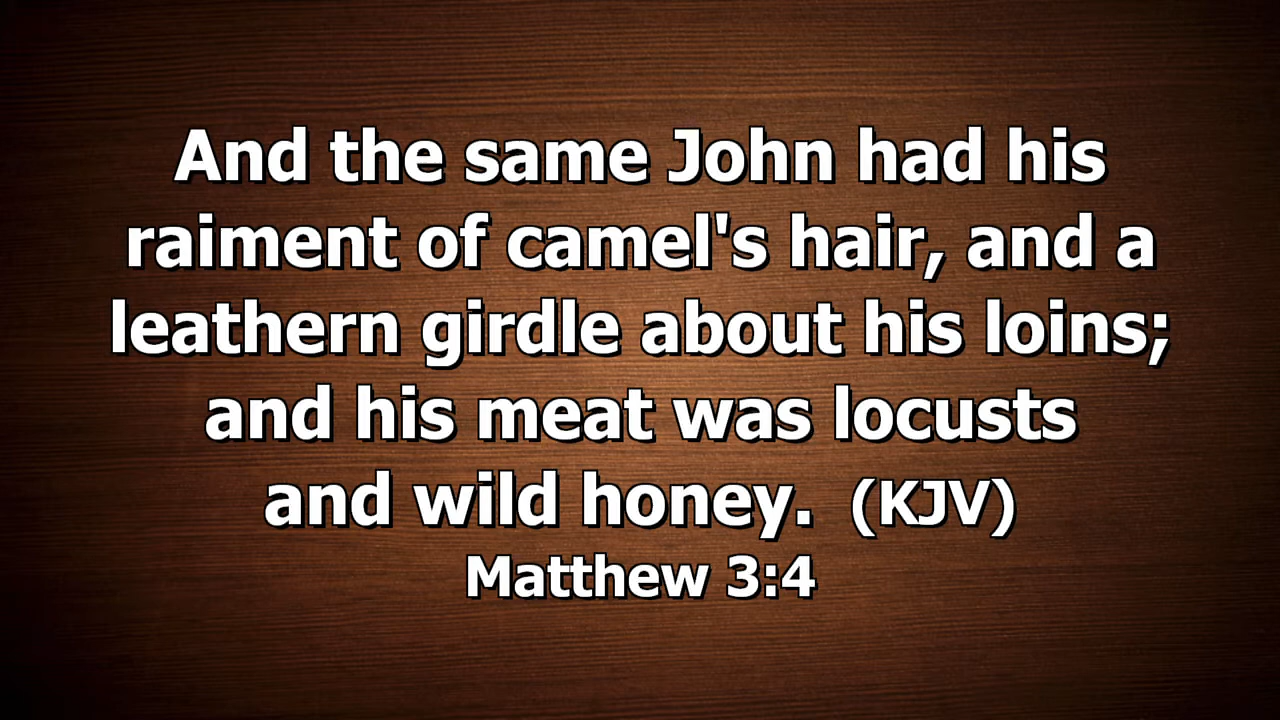 And the same John had his
raiment of camel's hair, and a
leathern girdle about his loins;
and his meat was locusts
and wild honey.  (KJV)
Matthew 3:4